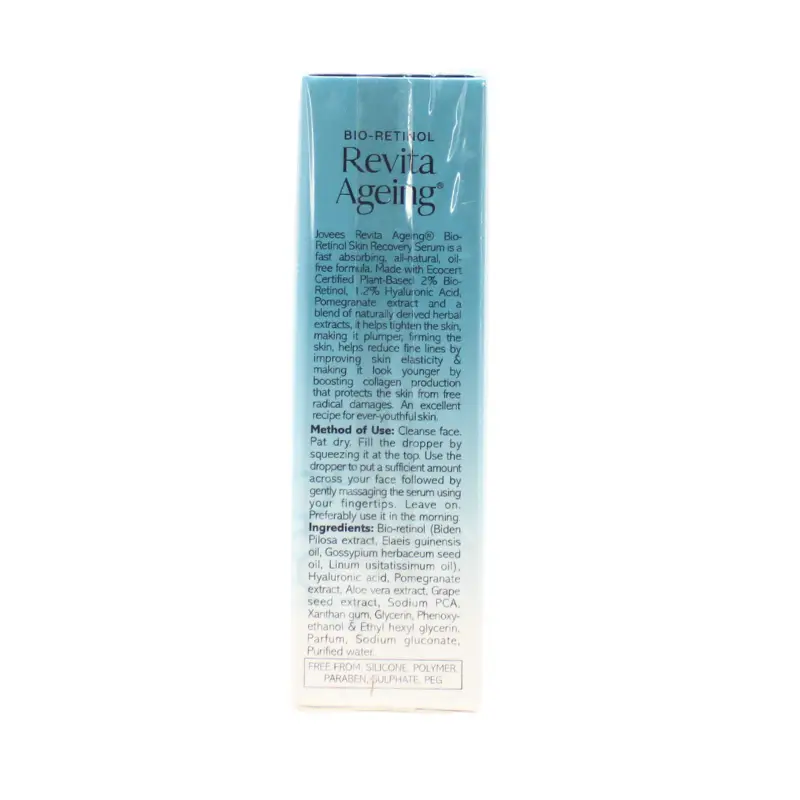 BIO-RETINOL
Revita
Ageing®
Jovees Revita Ageing® Bio-
Retinol Skin Recovery Serum is a
fast absorbing, all-natural, oil-
free formula. Made with Ecocert
Certified Plant-Based 2% Bio-
Retinol, 1.2% Hyaluronic Acid,
Pomegranate extract and a
blend of naturally derived herbal
extracts, it helps tighten the skin,
making it plumper, firming the
skin, helps reduce fine lines by
improving skin elasticity &
making it look younger by
boosting collagen production
that protects the skin from free
radical damages. An excellent
recipe for ever-youthful skin.
Method of Use: Cleanse face.
Pat dry. Fill the dropper by
squeezing it at the top. Use the
dropper to put a sufficient amount
across your face followed by
gently massaging the serum using
your fingertips. Leave on.
Preferably use it in the morning.
Ingredients: Bio-retinol (Biden
Pilosa extract, Elaeis guinensis
oil, Gossypium herbaceum seed
oil, Linum usitatissimum oil),
Hyaluronic acid, Pomegranate
extract, Aloe vera extract, Grape
seed extract, Sodium PCA,
Xanthan gum, Glycerin, Phenoxy-
ethanol & Ethyl hexyl glycerin,
Parfum, Sodium gluconate,
Purified water.
FREE FROM: SILICONE, POLYMER,
PARABEN, SULPHATE, PEG